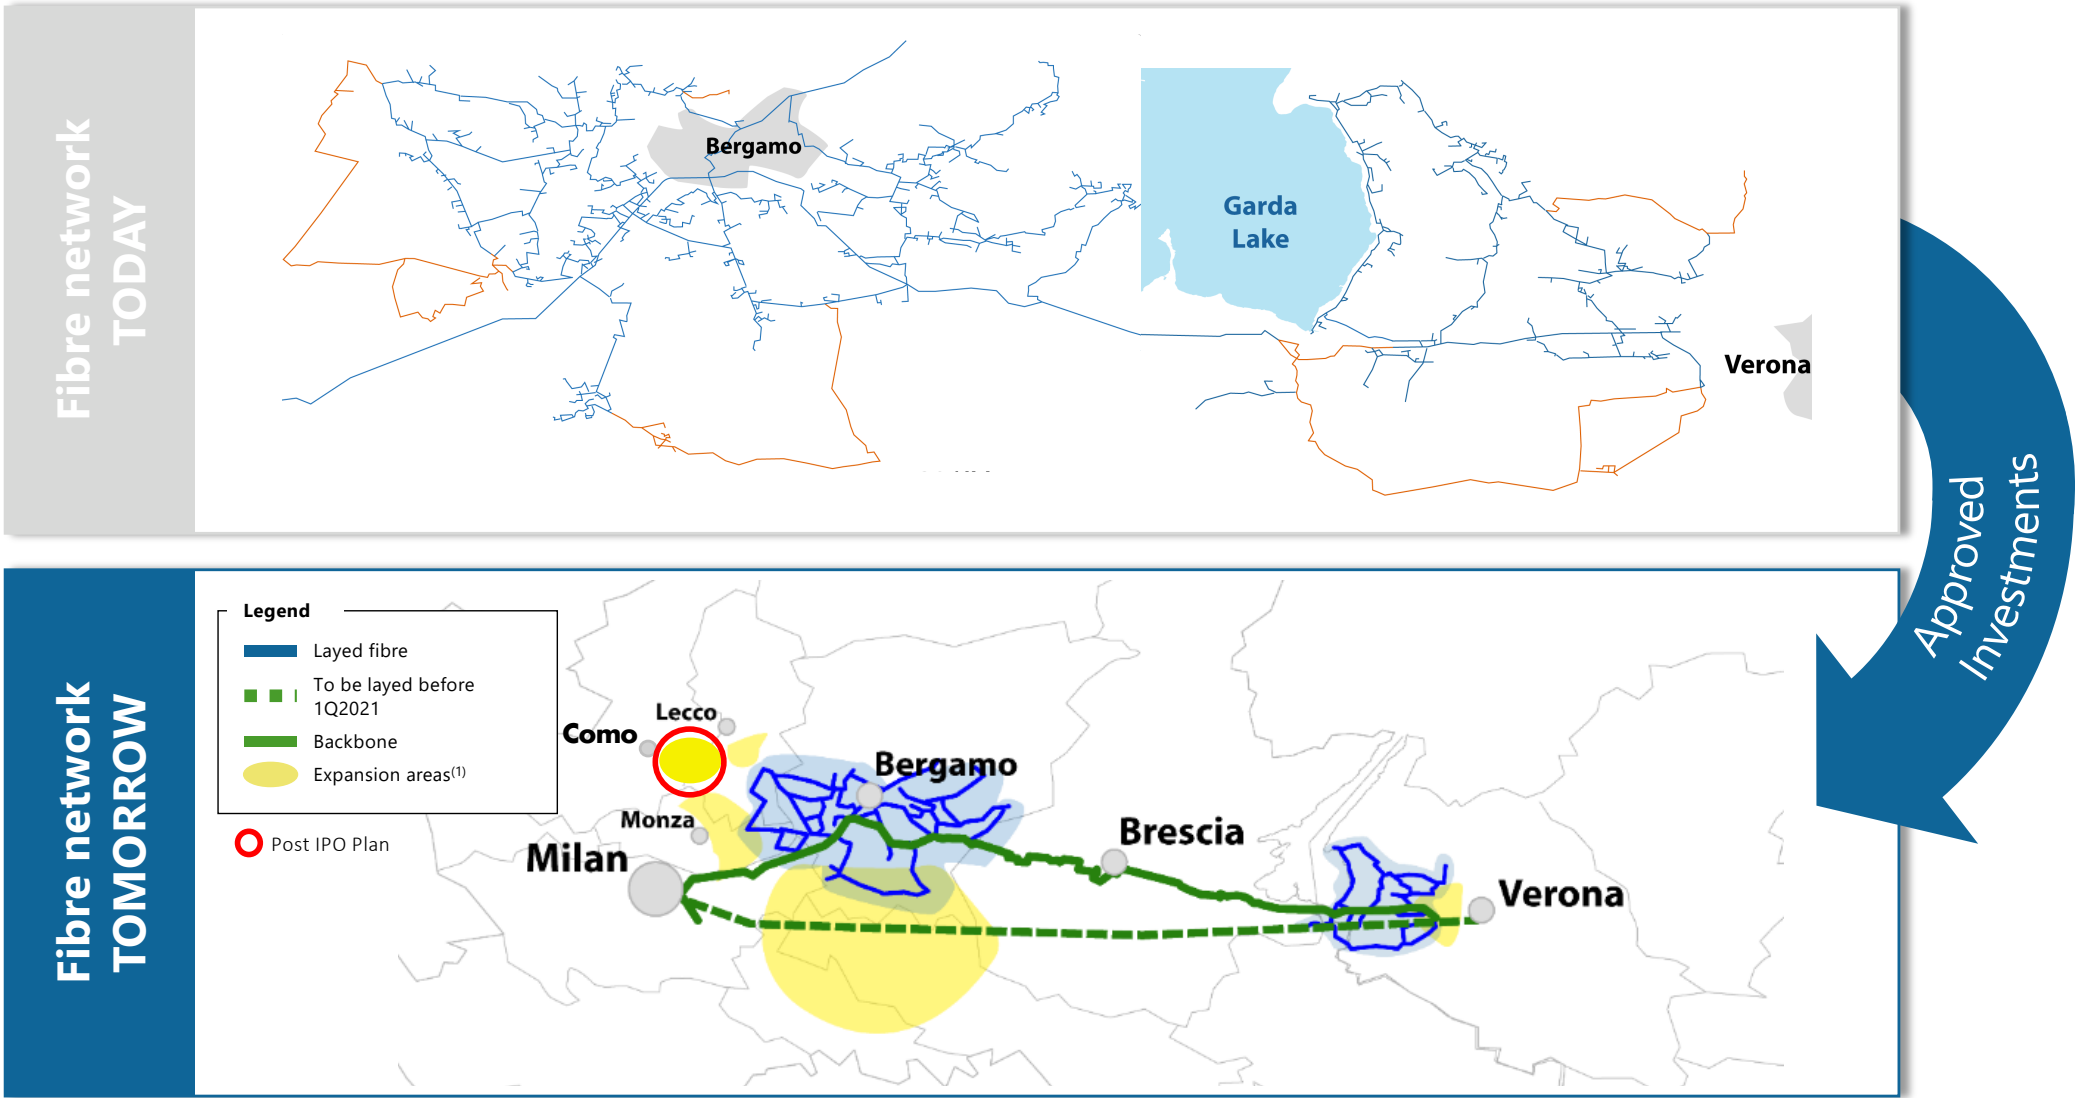 Fibre network
TODAY
Bergamo
Garda
Lake
Verona
Approved
Investments
Fibre network
TOMORROW
Legend
Layed fibre
To be layed before
1Q2021
Backbone
Expansion areas(1)
Post IPO Plan
Lecco
Como
Bergamo
Monza
Brescia
Milan
Verona